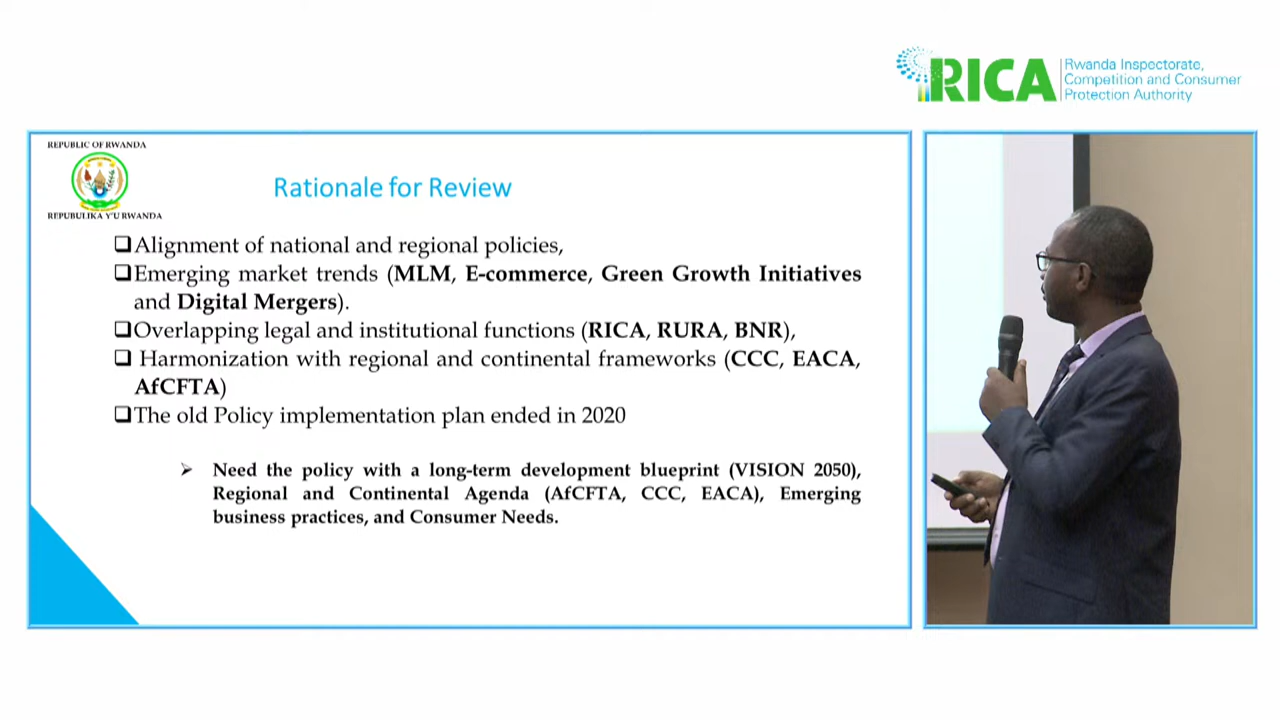 RICA
Rwanda Inspectorate,
Competition and Consumer
Protection Authority
REPUBLIC OF RWANDA
REPUBULIKA Y'U RWANDA
Rationale for Review
❑Alignment of national and regional policies,
❑Emerging market trends (MLM, E-commerce, Green Growth Initiatives
and Digital Mergers).
❑Overlapping legal and institutional functions (RICA, RURA, BNR),
❑ Harmonization with regional and continental frameworks (CCC, EACA,
AfCFTA)
❑The old Policy implementation plan ended in 2020
➢ Need the policy with a long-term development blueprint (VISION 2050),
Regional and Continental Agenda (AfCFTA, CCC, EACA), Emerging
business practices, and Consumer Needs.